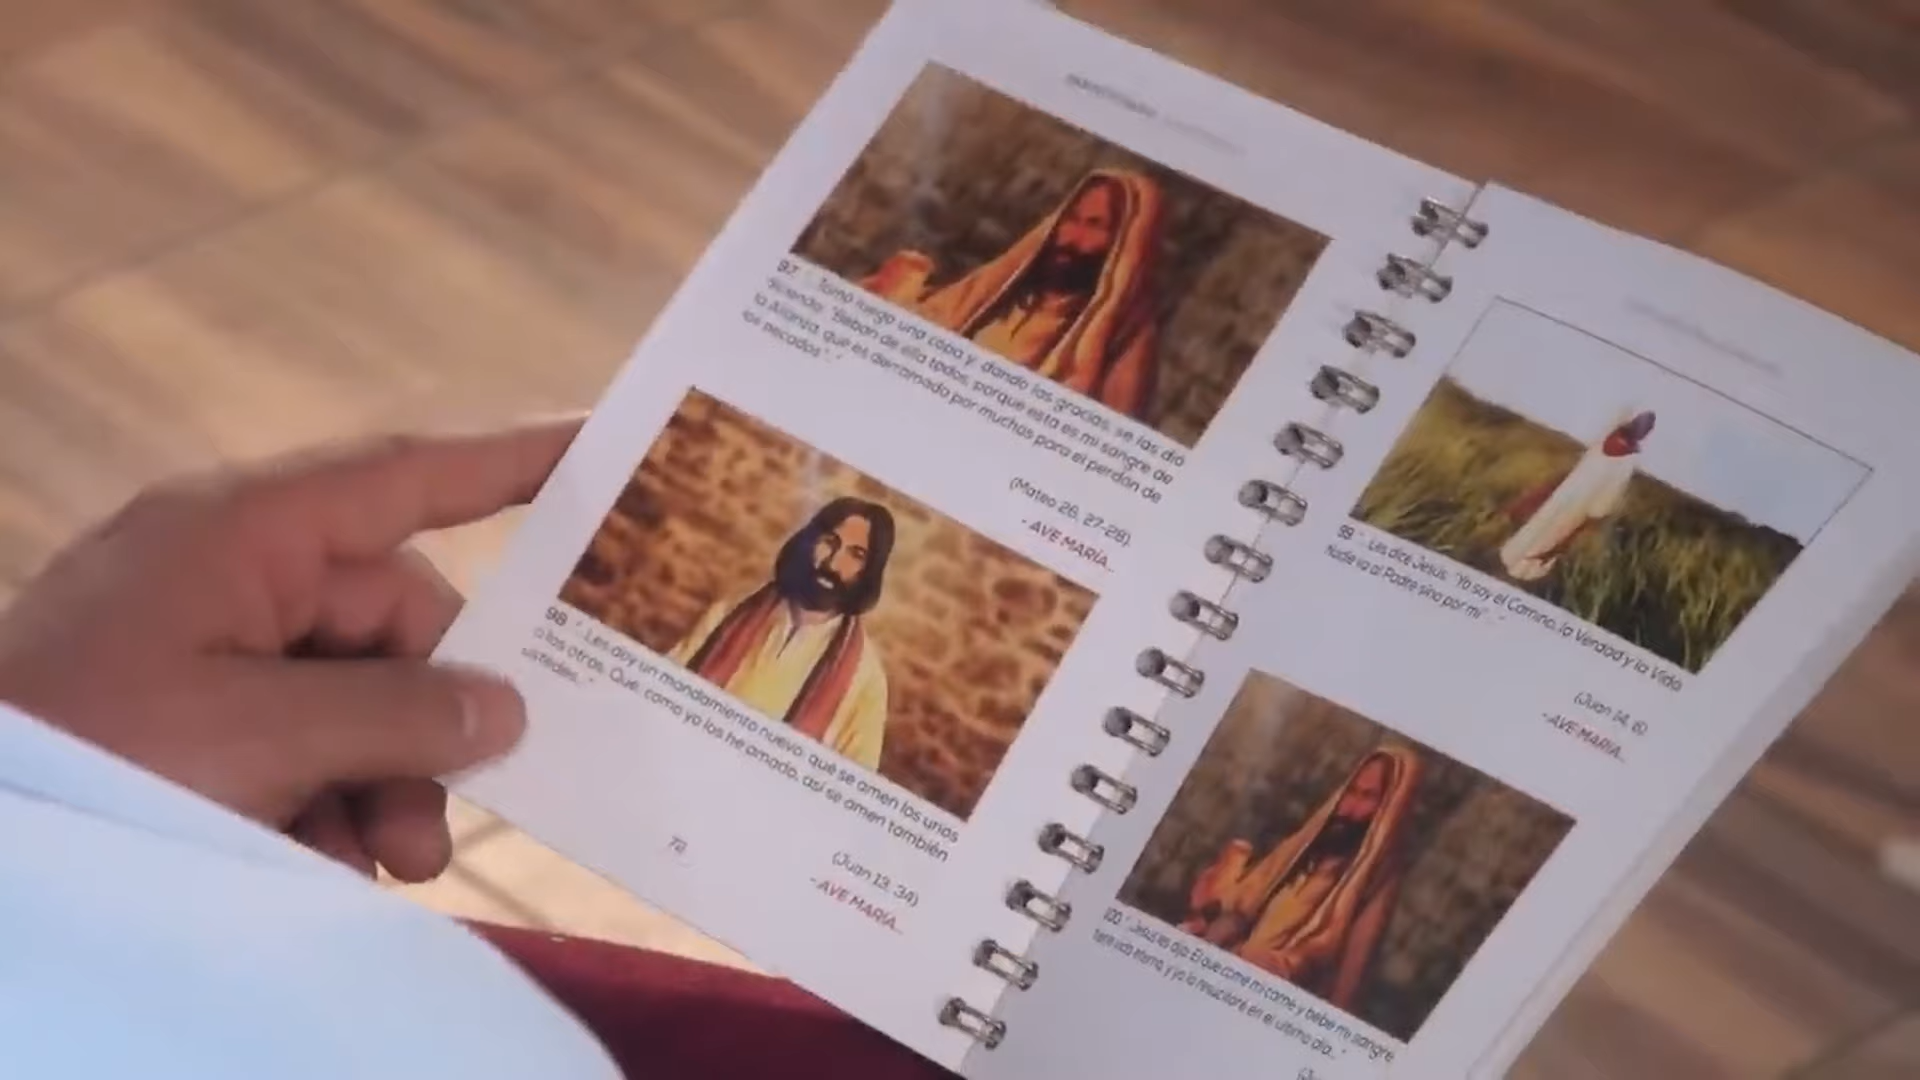 97 "...Tomó luego una copa y, dando las gracias, se las dió
diciendo: "Beban de ella todos, porque esta es mi sangre de
la Alianza, que es derramada por muchos para el perdón de
los pecados"..."
(Mateo 26, 27-28).
- AVE MARÍA...
98 "...Les doy un mandamiento nuevo: que se amen los unos
a los otros. Que, como yo los he amado, así se amen también
ustedes..."
(Juan 13, 34)
- AVE MARÍA...
99 "...Les dice Jesús: "Yo soy el Camino, la Verdad y la Vida.
Nadie va al Padre sino por mí"..."
(Juan 14, 6)
- AVE MARÍA...
100 "...Jesús les dijo: El que come mi carne y bebe mi sangre
tiene vida eterna, y yo lo resucitaré en el último día..."